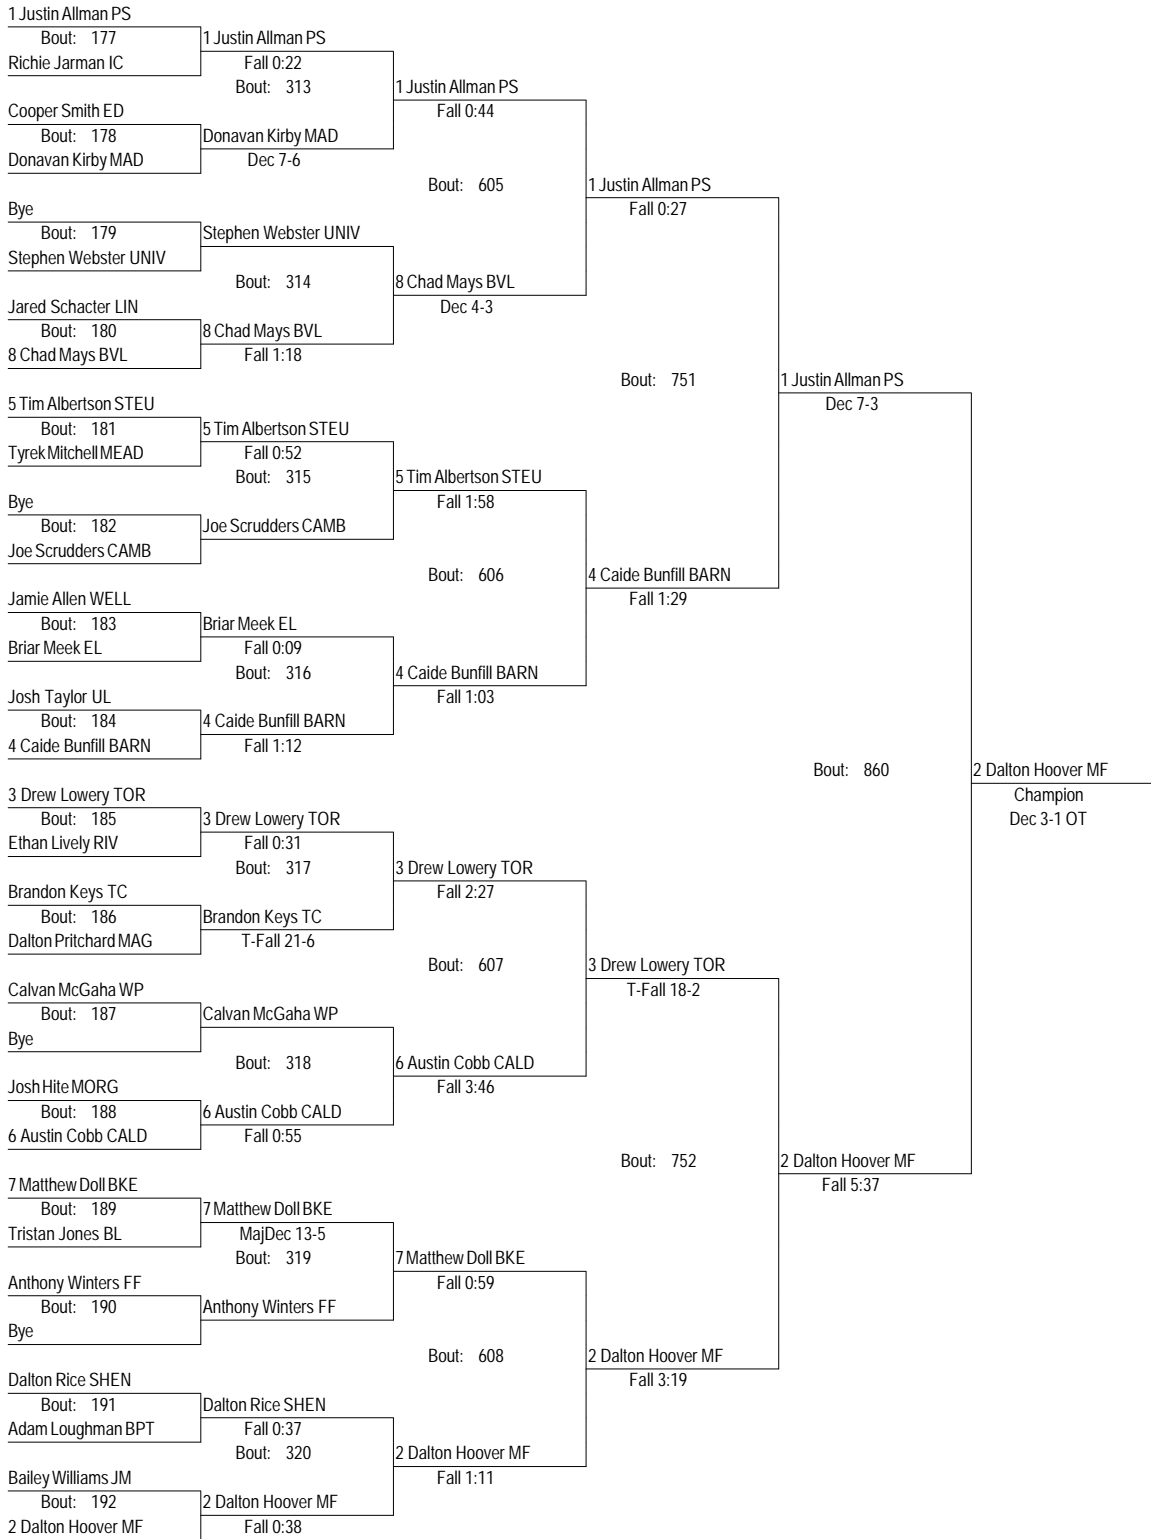 1 Justin Allman PS
Bout: 177
Richie Jarman IC
1 Justin Allman PS
Fall 0:22
Bout: 313
Cooper Smith ED
Bout: 178
Donavan Kirby MAD
Donavan Kirby MAD
Dec 7-6
1 Justin Allman PS
Fall 0:44
Bout: 605
Bye
Bout: 179
Stephen Webster UNIV
Stephen Webster UNIV
Bout: 314
Jared Schacter LIN
Bout: 180
8 Chad Mays BVL
8 Chad Mays BVL
Fall 1:18
8 Chad Mays BVL
Dec 4-3
1 Justin Allman PS
Fall 0:27
Bout: 751
5 Tim Albertson STEU
Bout: 181
Tyrek Mitchell MEAD
5 Tim Albertson STEU
Fall 0:52
Bout: 315
Bye
Bout: 182
Joe Scrudders CAMB
Joe Scrudders CAMB
5 Tim Albertson STEU
Fall 1:58
Bout: 606
Jamie Allen WELL
Bout: 183
Briar Meek EL
Briar Meek EL
Fall 0:09
Bout: 316
Josh Taylor UL
Bout: 184
4 Caide Bunfill BARN
4 Caide Bunfill BARN
Fall 1:12
4 Caide Bunfill BARN
Fall 1:03
4 Caide Bunfill BARN
Fall 1:29
1 Justin Allman PS
Dec 7-3
Bout: 860
3 Drew Lowery TOR
Bout: 185
Ethan Lively RIV
3 Drew Lowery TOR
Fall 0:31
Bout: 317
Brandon Keys TC
Bout: 186
Dalton Pritchard MAG
Brandon Keys TC
T-Fall 21-6
3 Drew Lowery TOR
Fall 2:27
Bout: 607
Calvan McGaha WP
Bout: 187
Bye
Calvan McGaha WP
Bout: 318
Josh Hite MORG
Bout: 188
6 Austin Cobb CALD
6 Austin Cobb CALD
Fall 0:55
6 Austin Cobb CALD
Fall 3:46
3 Drew Lowery TOR
T-Fall 18-2
Bout: 752
7 Matthew Doll BKE
Bout: 189
Tristan Jones BL
7 Matthew Doll BKE
MajDec 13-5
Bout: 319
Anthony Winters FF
Bout: 190
Bye
Anthony Winters FF
7 Matthew Doll BKE
Fall 0:59
Bout: 608
Dalton Rice SHEN
Bout: 191
Adam Loughman BPT
Dalton Rice SHEN
Fall 0:37
Bout: 320
Bailey Williams JM
Bout: 192
2 Dalton Hoover MF
2 Dalton Hoover MF
Fall 0:38
2 Dalton Hoover MF
Fall 1:11
2 Dalton Hoover MF
Fall 3:19
2 Dalton Hoover MF
Fall 5:37
2 Dalton Hoover MF
Champion
Dec 3-1 OT